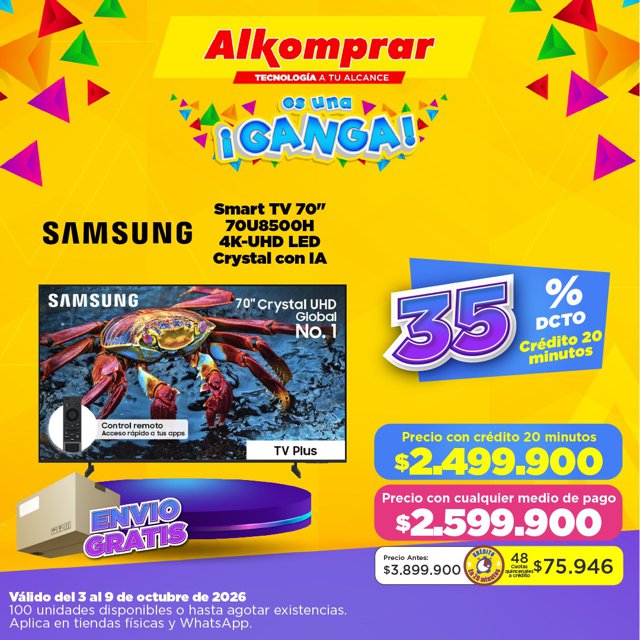 Alkomprar
TECNOLOGÍA A TU ALCANCE
es una
¡GANGA!
SAMSUNG
Smart TV 70"
70U8500H
4K-UHD LED
Crystal con IA
SAMSUNG
70" Crystal UHD
Global
No. 1
Control remoto
Acceso rápido a tus apps
TV Plus
35
%
DCTO
Crédito 20
minutos
Precio con crédito 20 minutos
$2.499.900
Precio con cualquier medio de pago
$2.599.900
Precio Antes:
$3.899.900
CRÉDITO
En 20 minutos
48
Cuotas
quincenales
a crédito
$75.946
ENVIO
GRATIS
Válido del 3 al 9 de octubre de 2026
100 unidades disponibles o hasta agotar existencias.
Aplica en tiendas físicas y WhatsApp.